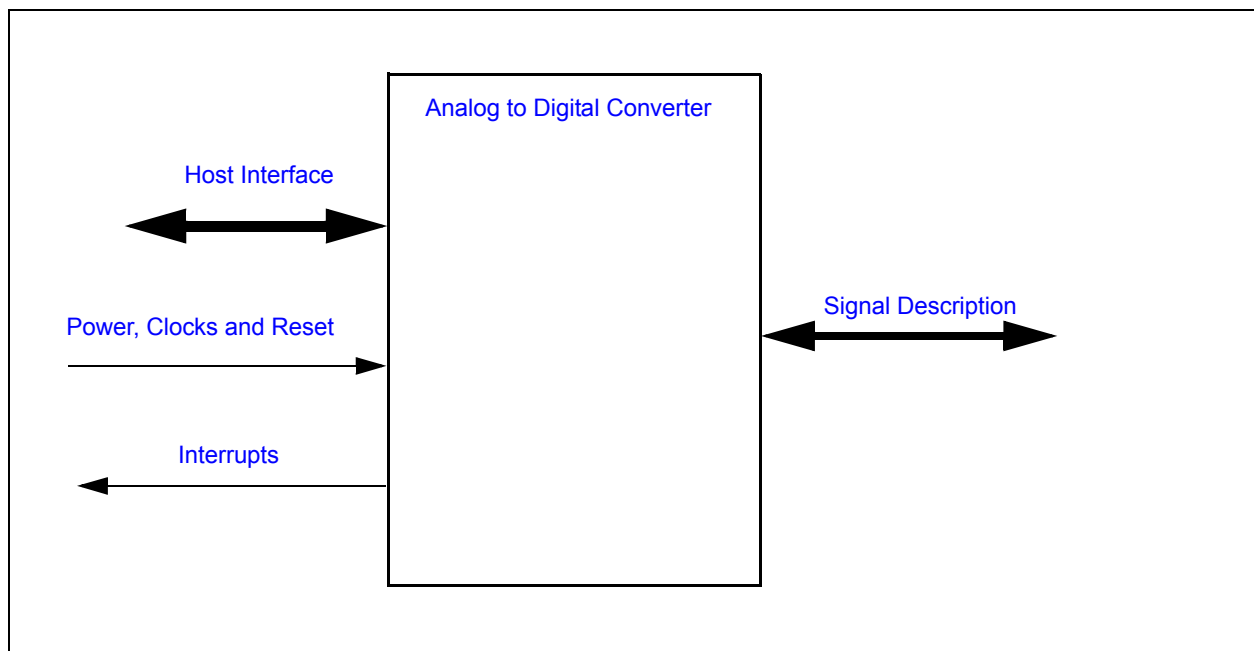 Analog to Digital Converter
Host Interface
Signal Description
Power, Clocks and Reset
Interrupts